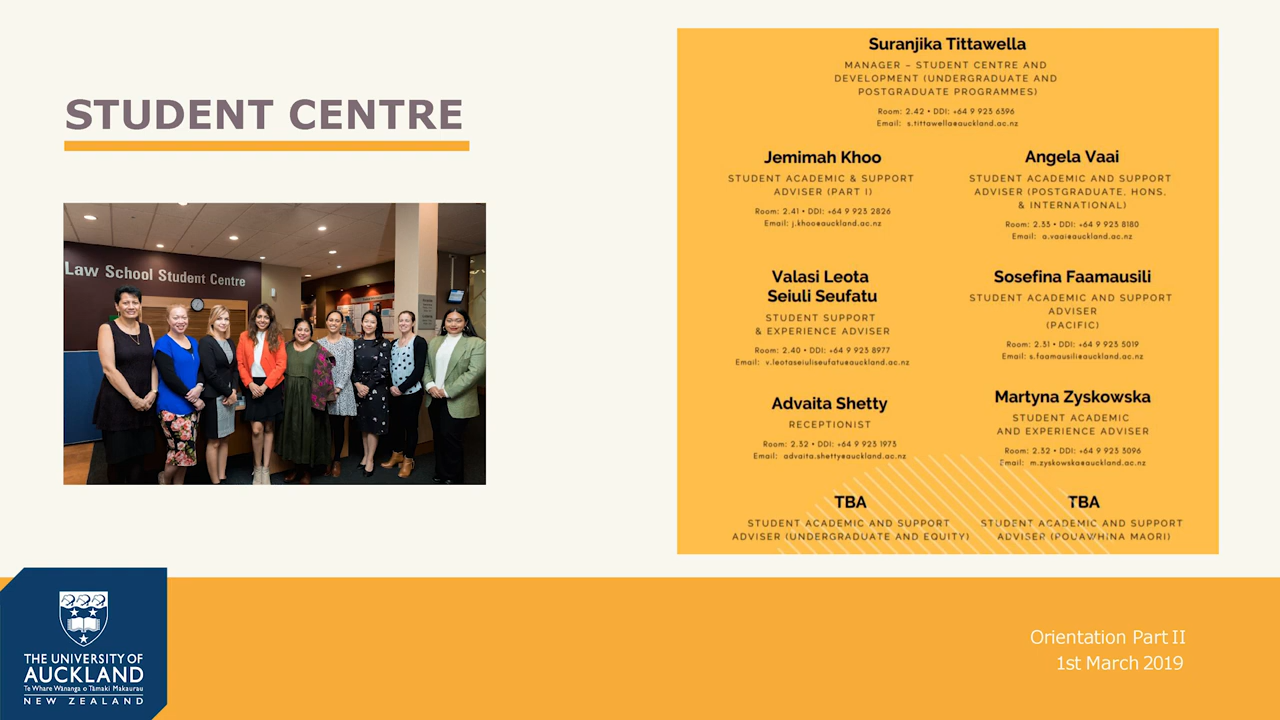 STUDENT CENTRE
Law School Student Centre
Suranjika Tittawella
MANAGER – STUDENT CENTRE AND
DEVELOPMENT (UNDERGRADUATE AND
POSTGRADUATE PROGRAMMES)
Room: 2.42 • DDI: +64 9 923 6396
Email: s.tittawella@auckland.ac.nz
Jemimah Khoo
STUDENT ACADEMIC & SUPPORT
ADVISER (PART I)
Room: 2.41 • DDI: +64 9 923 2826
Email: j.khoo@auckland.ac.nz
Angela Vaai
STUDENT ACADEMIC AND SUPPORT
ADVISER (POSTGRADUATE, HONS,
& INTERNATIONAL)
Room: 2.33 • DDI: +64 9 923 8180
Email: a.vaai@auckland.ac.nz
Valasi Leota
Seiuli Seufatu
STUDENT SUPPORT
& EXPERIENCE ADVISER
Room: 2.40 • DDI: +64 9 923 8977
Email: v.leotaseiuliseufatu@auckland.ac.nz
Sosefina Faamausili
STUDENT ACADEMIC AND SUPPORT
ADVISER
(PACIFIC)
Room: 2.31 • DDI: +64 9 923 5019
Email: s.faamausili@auckland.ac.nz
Advaita Shetty
RECEPTIONIST
Room: 2.32 • DDI: +64 9 923 1973
Email: advaita.shetty@auckland.ac.nz
Martyna Zyskowska
STUDENT ACADEMIC
AND EXPERIENCE ADVISER
Room: 2.32 • DDI: +64 9 923 3096
Email: m.zyskowska@auckland.ac.nz
TBA
STUDENT ACADEMIC AND SUPPORT
ADVISER (UNDERGRADUATE AND EQUITY)
TBA
STUDENT ACADEMIC AND SUPPORT
ADVISER (POUAWHINA MAORI)
THE UNIVERSITY OF
AUCKLAND
Te Whare Wānanga o Tāmaki Makaurau
NEW ZEALAND
Orientation Part II
1st March 2019